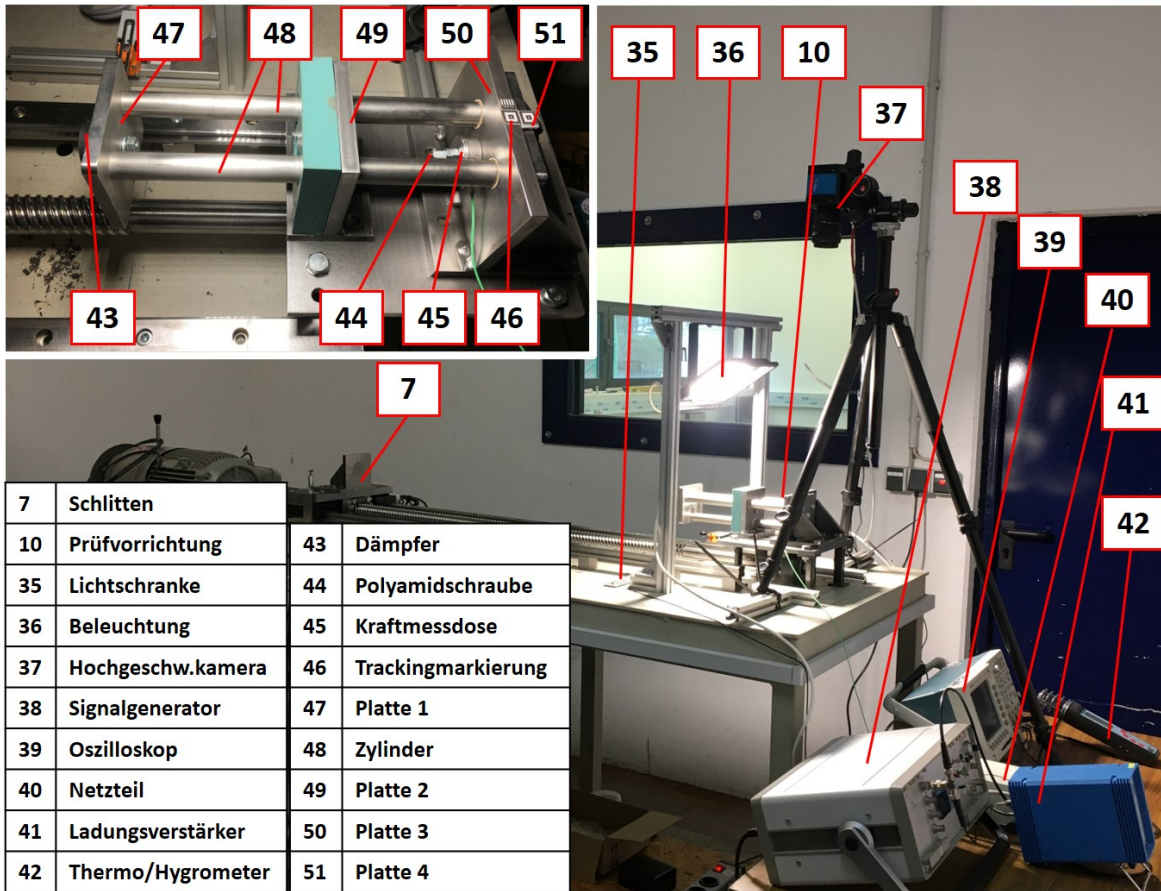 47
48
49
50
51
43
44
45
46
35
36
10
37
38
39
40
41
42
7
7 Schlitten
10 Prüfvorrichtung
35 Lichtschranke
36 Beleuchtung
37 Hochgeschw.kamera
38 Signalgenerator
39 Oszilloskop
40 Netzteil
41 Ladungsverstärker
42 Thermo/Hygrometer
43 Dämpfer
44 Polyamidschraube
45 Kraftmessdose
46 Trackingmarkierung
47 Platte 1
48 Zylinder
49 Platte 2
50 Platte 3
51 Platte 4